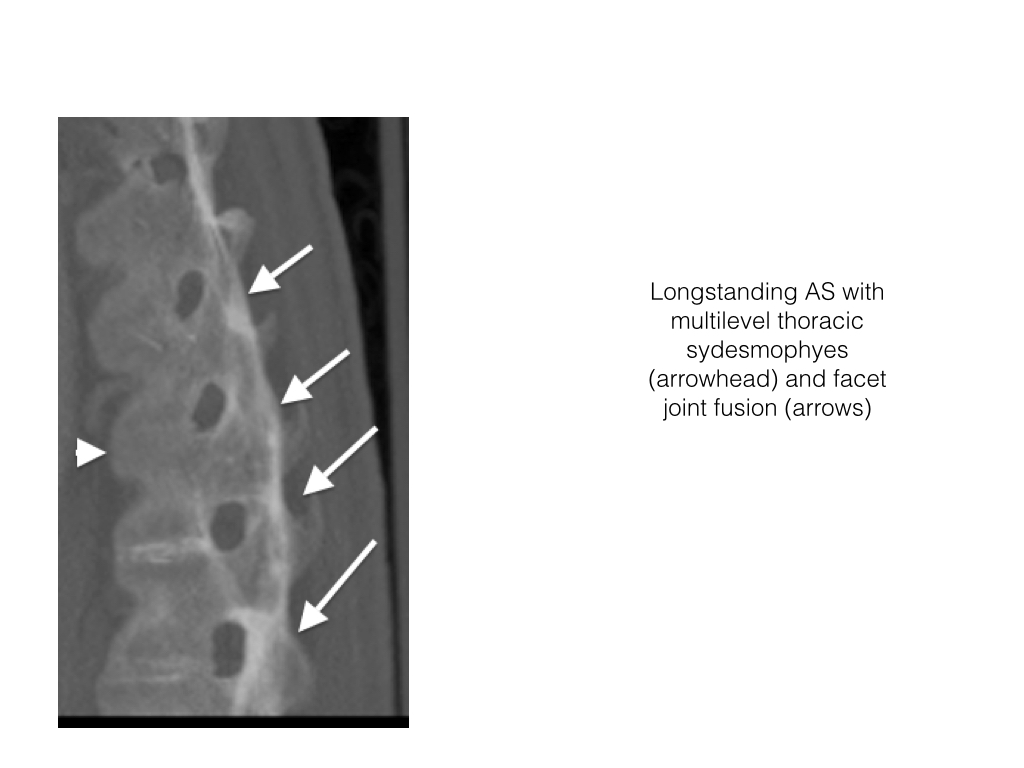 Longstanding AS with
multilevel thoracic
sydesmophyes
(arrowhead) and facet
joint fusion (arrows)